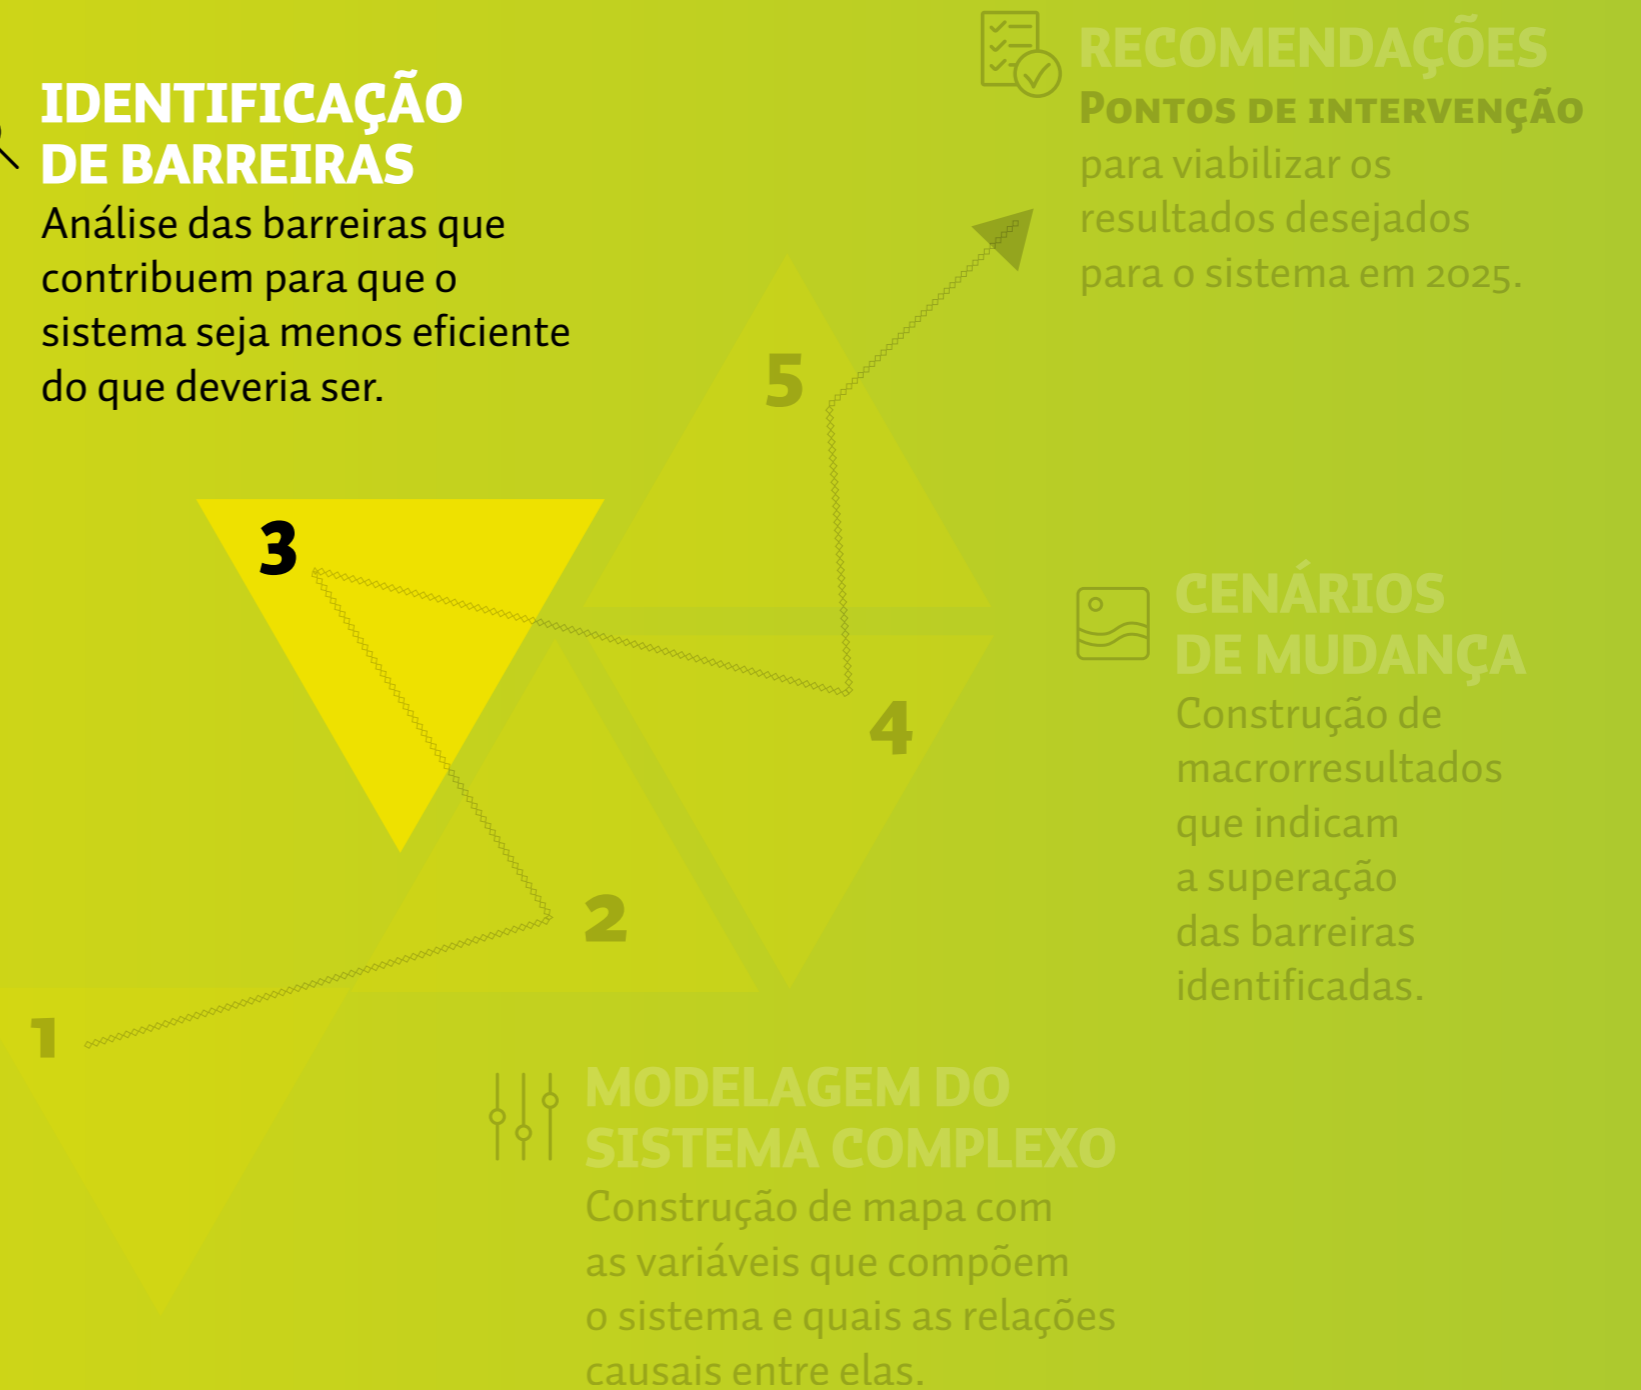 IDENTIFICAÇÃO
DE BARREIRAS
Análise das barreiras que
contribuem para que o
sistema seja menos eficiente
do que deveria ser.
RECOMENDAÇÕES
PONTOS DE INTERVENÇÃO
para viabilizar os
resultados desejados
para o sistema em 2025.
5
3
4
2
1
CENÁRIOS
DE MUDANÇA
Construção de
macrorresultados
que indicam
a superação
das barreiras
identificadas.
MODELAGEM DO
SISTEMA COMPLEXO
Construção de mapa com
as variáveis que compõem
o sistema e quais as relações
causais entre elas.